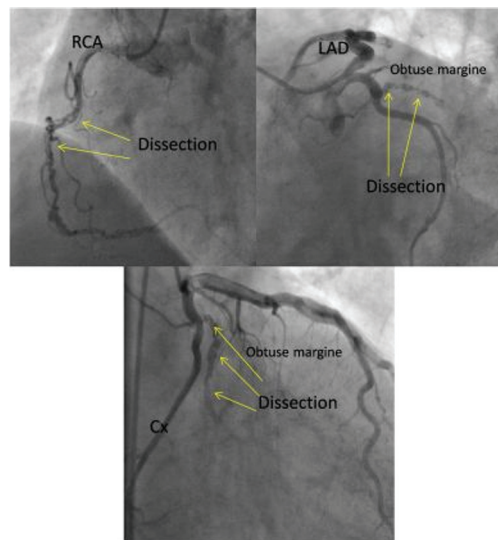 RCA
Dissection
LAD
Obtuse margine
Dissection
Obtuse margine
Dissection
Cx